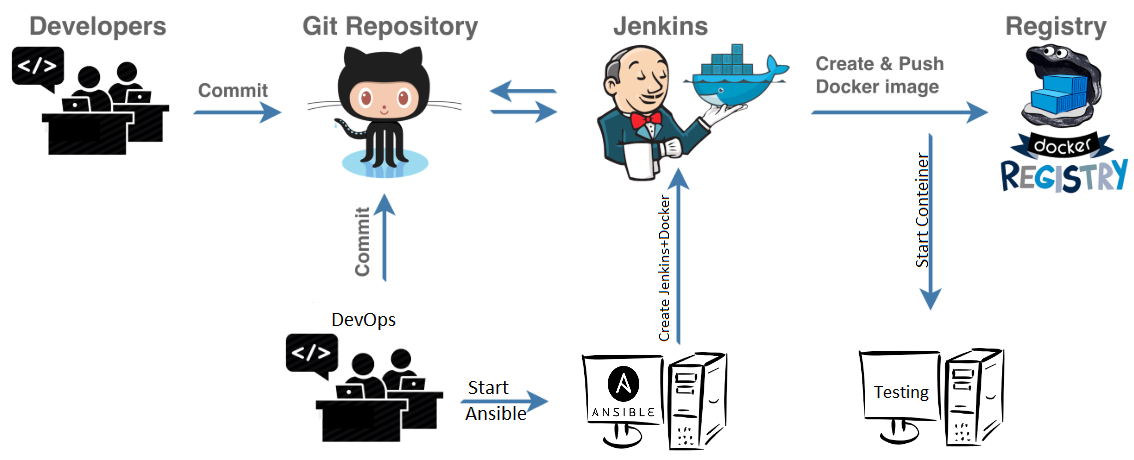 Developers
Git Repository
Jenkins
Registry
</>
Commit
Create & Push
Docker image
docker
REGISTRY
Commit
Create Jenkins+Docker
Start Conteiner
DevOps
</>
Start
Ansible
ANSIBLE
Testing